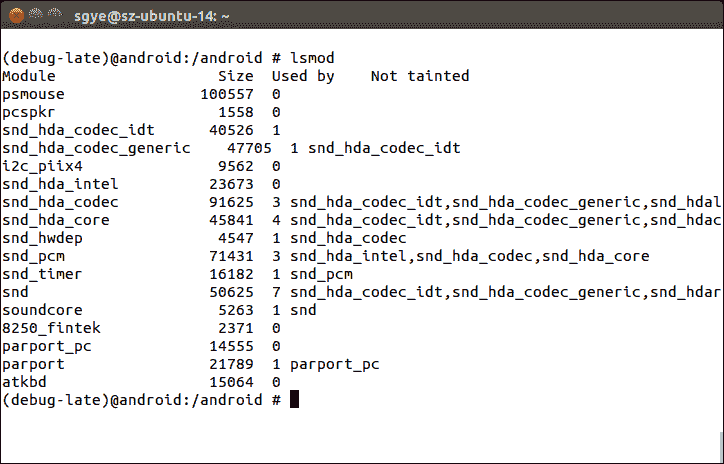 sgye@sz-ubuntu-14: ~
(debug-late)@android:/android # lsmod
Module                  Size  Used by    Not tainted
psmouse               100557  0
pcspkr                  1558  0
snd_hda_codec_idt      40526  1
snd_hda_codec_generic    47705  1 snd_hda_codec_idt
i2c_piix4               9562  0
snd_hda_intel          23673  0
snd_hda_codec          91625  3 snd_hda_codec_idt,snd_hda_codec_generic,snd_hdal
snd_hda_core           45841  4 snd_hda_codec_idt,snd_hda_codec_generic,snd_hdac
snd_hwdep               4547  1 snd_hda_codec
snd_pcm                71431  3 snd_hda_intel,snd_hda_codec,snd_hda_core
snd_timer              16182  1 snd_pcm
snd                    50625  7 snd_hda_codec_idt,snd_hda_codec_generic,snd_hdar
soundcore               5263  1 snd
8250_fintek             2371  0
parport_pc             14555  0
parport                21789  1 parport_pc
atkbd                  15064  0
(debug-late)@android:/android #